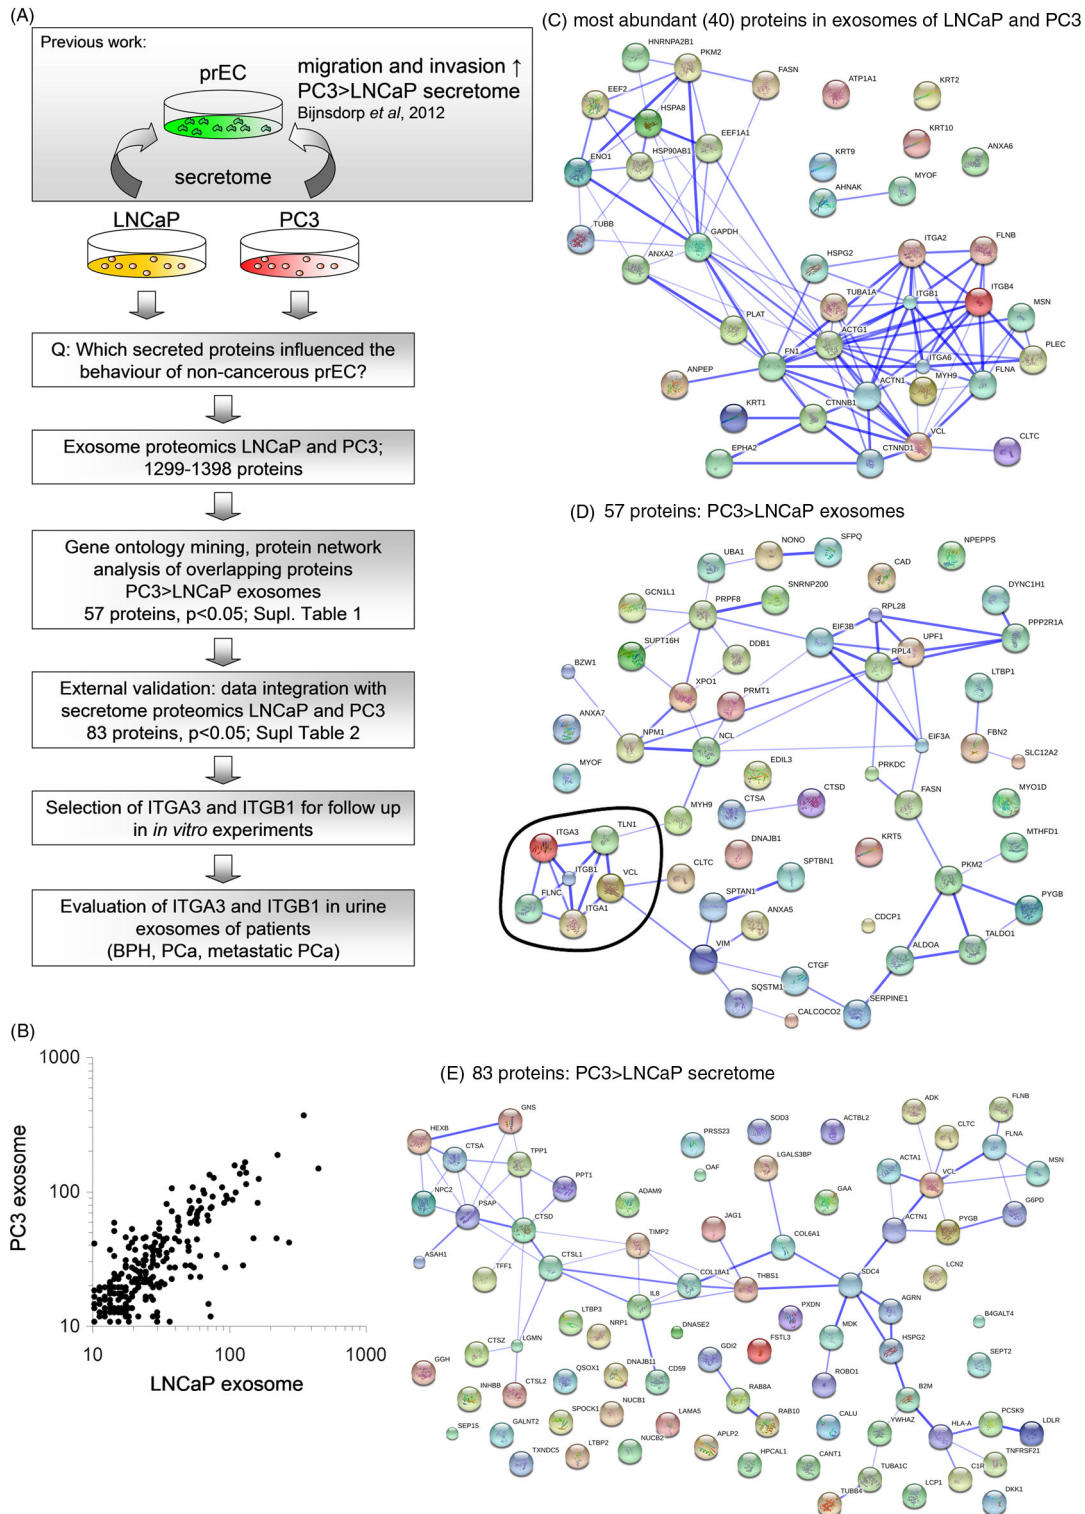 (A)
Previous work:
prEC
migration and invasion ↑
PC3>LNCaP secretome
Bijnsdorp et al, 2012
secretome
LNCaP
PC3
Q: Which secreted proteins influenced the
behaviour of non-cancerous prEC?
Exosome proteomics LNCaP and PC3;
1299-1398 proteins
Gene ontology mining, protein network
analysis of overlapping proteins
PC3>LNCaP exosomes
57 proteins, p<0.05; Supl. Table 1
External validation: data integration with
secretome proteomics LNCaP and PC3
83 proteins, p<0.05; Supl Table 2
Selection of ITGA3 and ITGB1 for follow up
in in vitro experiments
Evaluation of ITGA3 and ITGB1 in urine
exosomes of patients
(BPH, PCa, metastatic PCa)
(B)
1000
100
10
PC3 exosome
10
100
1000
LNCaP exosome
(C) most abundant (40) proteins in exosomes of LNCaP and PC3
HNRNPA2B1
PKM2
FASN
ATP1A1
KRT2
EEF2
HSPA8
EEF1A1
KRT10
ANXA6
ENO1
HSP90AB1
KRT9
MYOF
AHNAK
TUBB
GAPDH
ANXA2
HSPG2
ITGA2
FLNB
ITGB1
ITGB4
TUBA1A
MSN
PLAT
ACTG1
PLEC
FN1
ITGA6
ANPEP
ACTN1
MYH9
FLNA
KRT1
CTNNB1
VCL
EPHA2
CTNND1
CLTC
(D) 57 proteins: PC3>LNCaP exosomes
UBA1
NONO
SFPQ
NPEPPS
CAD
GCN1L1
PRPF8
SNRNP200
DYNC1H1
RPL28
EIF3B
UPF1
PPP2R1A
SUPT16H
DDB1
RPL4
BZW1
XPO1
PRMT1
LTBP1
ANXA7
NPM1
NCL
EIF3A
FBN2
SLC12A2
MYOF
EDIL3
PRKDC
CTSA
CTSD
FASN
MYO1D
MYH9
ITGA3
TLN1
DNAJB1
KRT5
MTHFD1
ITGB1
VCL
CLTC
SPTBN1
PKM2
FLNC
ITGA1
SPTAN1
PYGB
ANXA5
CDCP1
TALDO1
VIM
ALDOA
CTGF
SQSTM1
SERPINE1
CALCOCO2
(E) 83 proteins: PC3>LNCaP secretome
GNS
HEXB
CTSA
TPP1
PRSS23
SOD3
ACTBL2
ADK
FLNB
CLTC
FLNA
OAF
LGALS3BP
ACTA1
VCL
MSN
NPC2
PPT1
PSAP
ADAM9
GAA
G6PD
CTSD
JAG1
ACTN1
PYGB
TIMP2
COL6A1
ASAH1
CTSL1
TFF1
COL18A1
THBS1
SDC4
LCN2
IL8
AGRN
LTBP3
NRP1
PXDN
MDK
B4GALT4
DNASE2
HSPG2
CTSZ
LGMN
FSTL3
GDI2
SEPT2
GGH
QSOX1
DNAJB11
CD59
ROBO1
INHBB
CTSL2
RAB8A
B2M
SPOCK1
NUCB1
RAB10
PCSK9
SEP15
GALNT2
LAMA5
CALU
YWHAZ
HLA-A
LDLR
TXNDC5
LTBP2
NUCB2
APLP2
HPCAL1
CANT1
TUBA1C
C1R
TNFRSF21
TUBB4
LCP1
DKK1